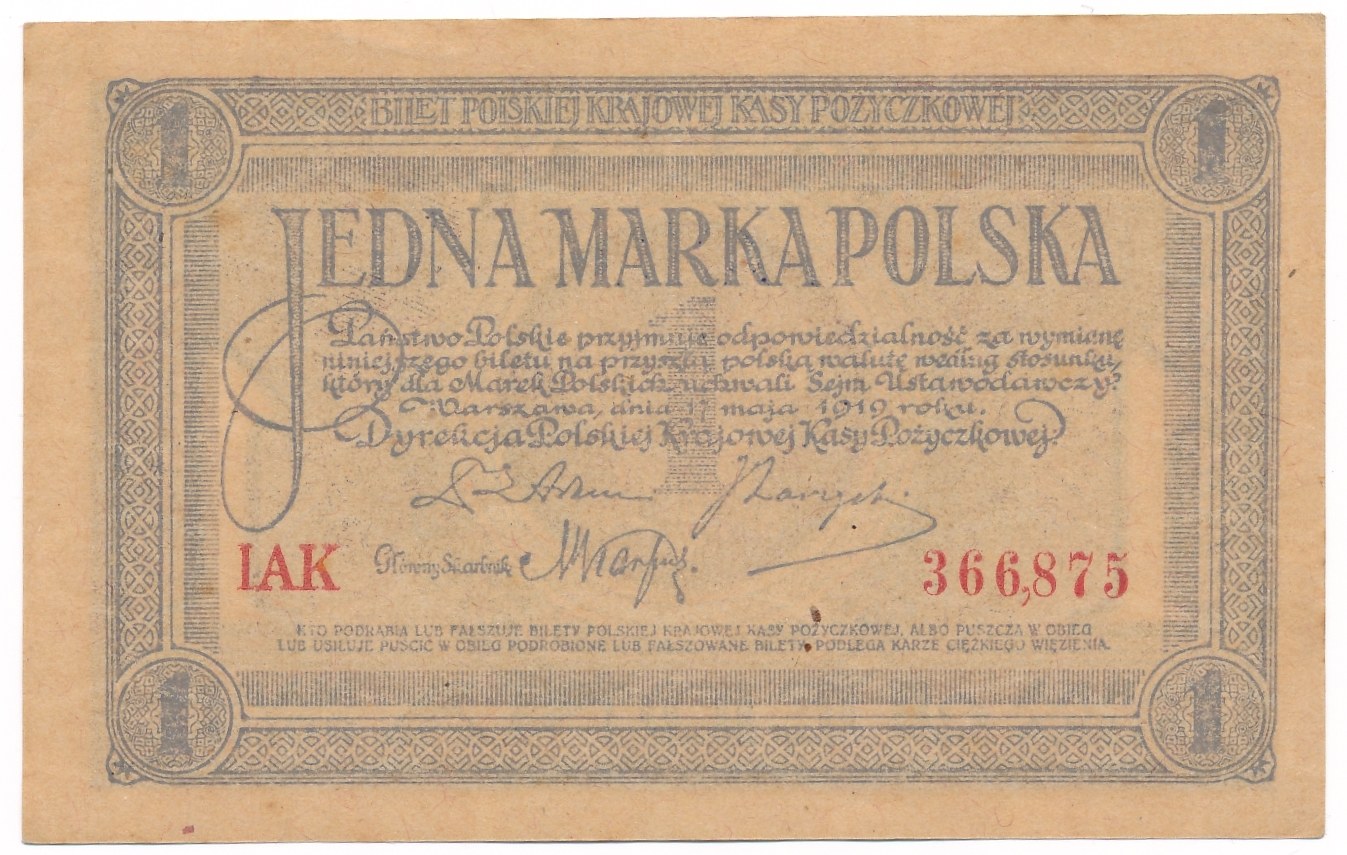 1 BILET POLSKIEJ KRAJOWEJ KASY POŻYCZKOWEJ 1
JEDNA MARKA POLSKA
1
Państwo Polskie przyjmuje odpowiedzialność za wymianę
niniejszego biletu na przyszłą polską walutę według stosunku,
który dla Marek Polskich uchwali Sejm Ustawodawczy.
Warszawa, dnia 17 maja 1919 roku.
Dyrekcja Polskiej Krajowej Kasy Pożyczkowej.
IAK Główny Skarbnik 366,875
KTO PODRABIA LUB FAŁSZUJE BILETY POLSKIEJ KRAJOWEJ KASY POŻYCZKOWEJ, ALBO PUSZCZA W OBIEG
LUB USIŁUJE PUŚCIĆ W OBIEG PODROBIONE LUB FAŁSZOWANE BILETY, PODLEGA KARZE CIĘŻKIEGO WIĘZIENIA.
1 1